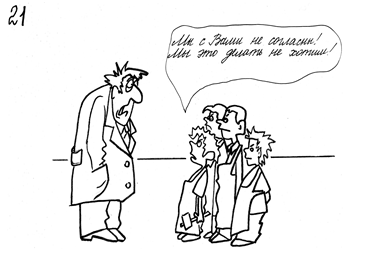 21
Мы с Вами не согласны!
Мы это делать не хотим!